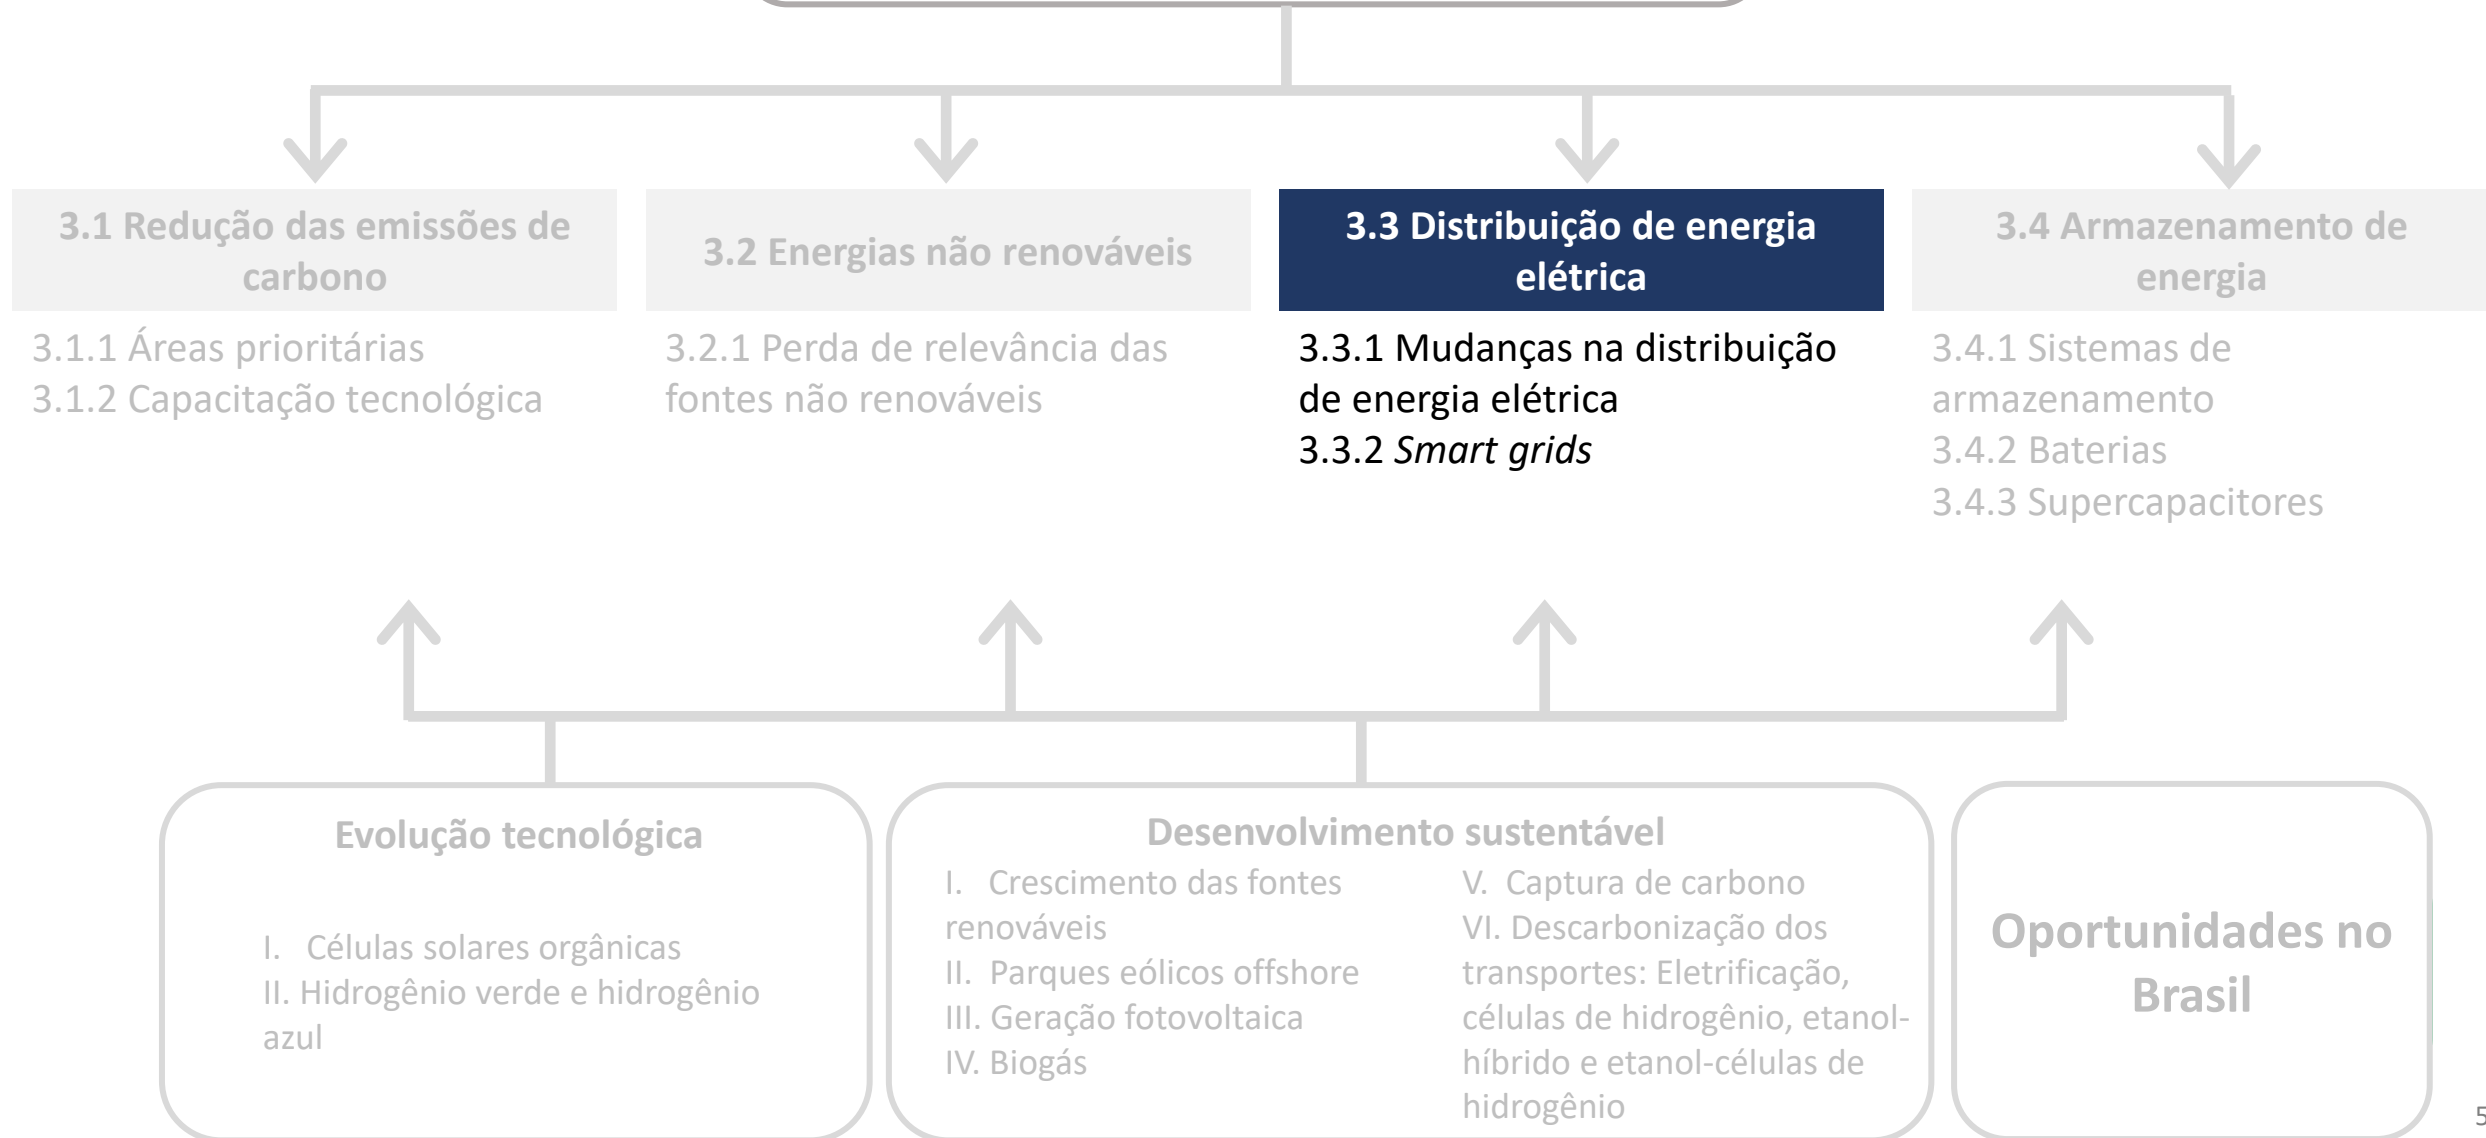 3.1 Redução das emissões de
carbono
3.2 Energias não renováveis
3.3 Distribuição de energia
elétrica
3.4 Armazenamento de
energia
3.1.1 Áreas prioritárias
3.1.2 Capacitação tecnológica
3.2.1 Perda de relevância das
fontes não renováveis
3.3.1 Mudanças na distribuição
de energia elétrica
3.3.2 Smart grids
3.4.1 Sistemas de
armazenamento
3.4.2 Baterias
3.4.3 Supercapacitores
Evolução tecnológica
I. Células solares orgânicas
II. Hidrogênio verde e hidrogênio
azul
Desenvolvimento sustentável
I. Crescimento das fontes
renováveis
II. Parques eólicos offshore
III. Geração fotovoltaica
IV. Biogás
V. Captura de carbono
VI. Descarbonização dos
transportes: Eletrificação,
células de hidrogênio, etanol-
híbrido e etanol-células de
hidrogênio
Oportunidades no
Brasil